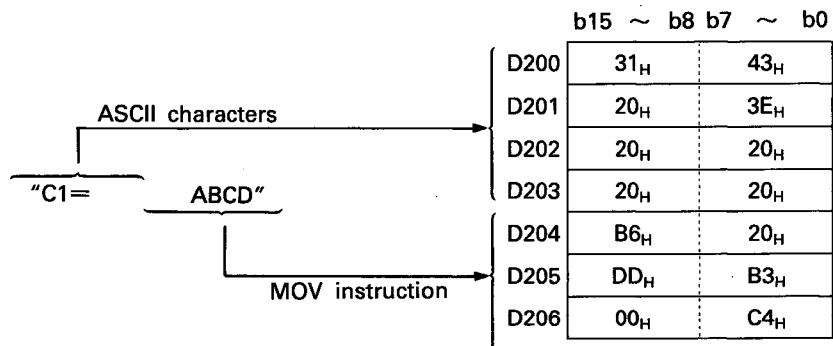 b15 ~ b8 b7 ~ b0
D200 31H 43H
ASCII characters D201 20H 3EH
D202 20H 20H
"C1= D203 20H 20H
ABCD" D204 B6H 20H
MOV instruction D205 DDH B3H
D206 00H C4H